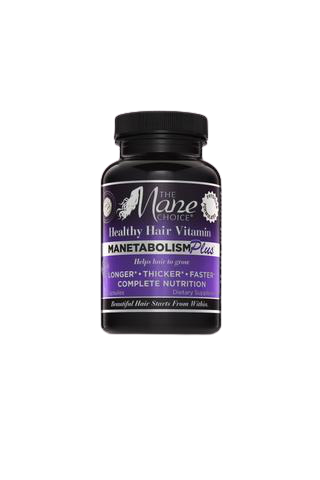 THE
Mane
CHOICE®
Healthy Hair Vitamin
MANETABOLISM Plus
Helps hair to grow
LONGER* • THICKER* • FASTER*
COMPLETE NUTRITION
Dietary
Beautiful Hair Starts From Within.